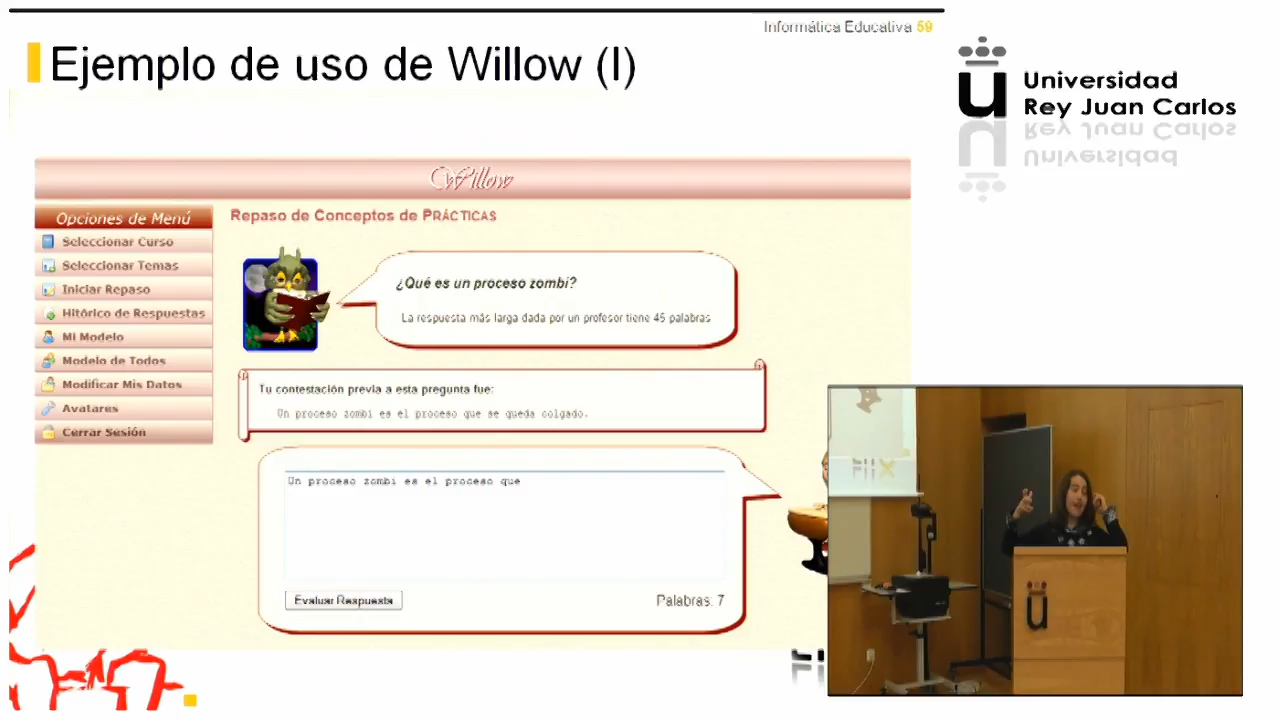 Informática Educativa 59
Ejemplo de uso de Willow (I)
Universidad
Rey Juan Carlos
Willow
Opciones de Menú
Seleccionar Curso
Seleccionar Temas
Iniciar Repaso
Hitórico de Respuestas
Mi Modelo
Modelo de Todos
Modificar Mis Datos
Avatares
Cerrar Sesión
Repaso de Conceptos de PRÁCTICAS
¿Qué es un proceso zombi?
La respuesta más larga dada por un profesor tiene 45 palabras
Tu contestación previa a esta pregunta fue:
Un proceso zombi es el proceso que se queda colgado.
Un proceso zombi es el proceso que
Evaluar Respuesta
Palabras: 7